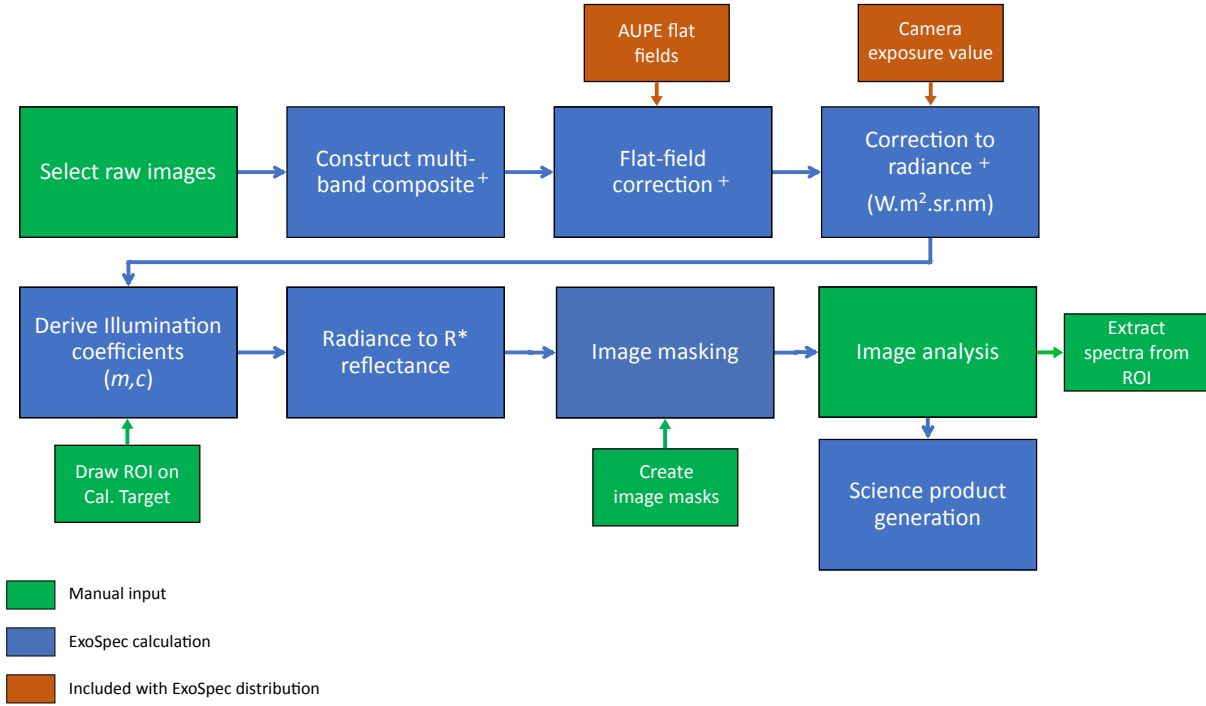 AUPE flat
fields
Camera
exposure value
Select raw images
Construct multi-
band composite +
Flat-field
correction +
Correction to
radiance +
(W.m².sr.nm)
Derive Illumination
coefficients
(m,c)
Radiance to R*
reflectance
Image masking
Image analysis
Extract
spectra from
ROI
Draw ROI on
Cal. Target
Create
image masks
Science product
generation
Manual input
ExoSpec calculation
Included with ExoSpec distribution